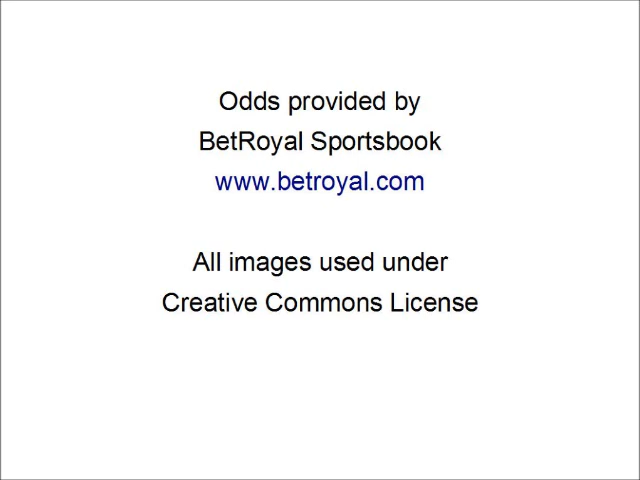 Odds provided by
BetRoyal Sportsbook
www.betroyal.com
All images used under
Creative Commons License